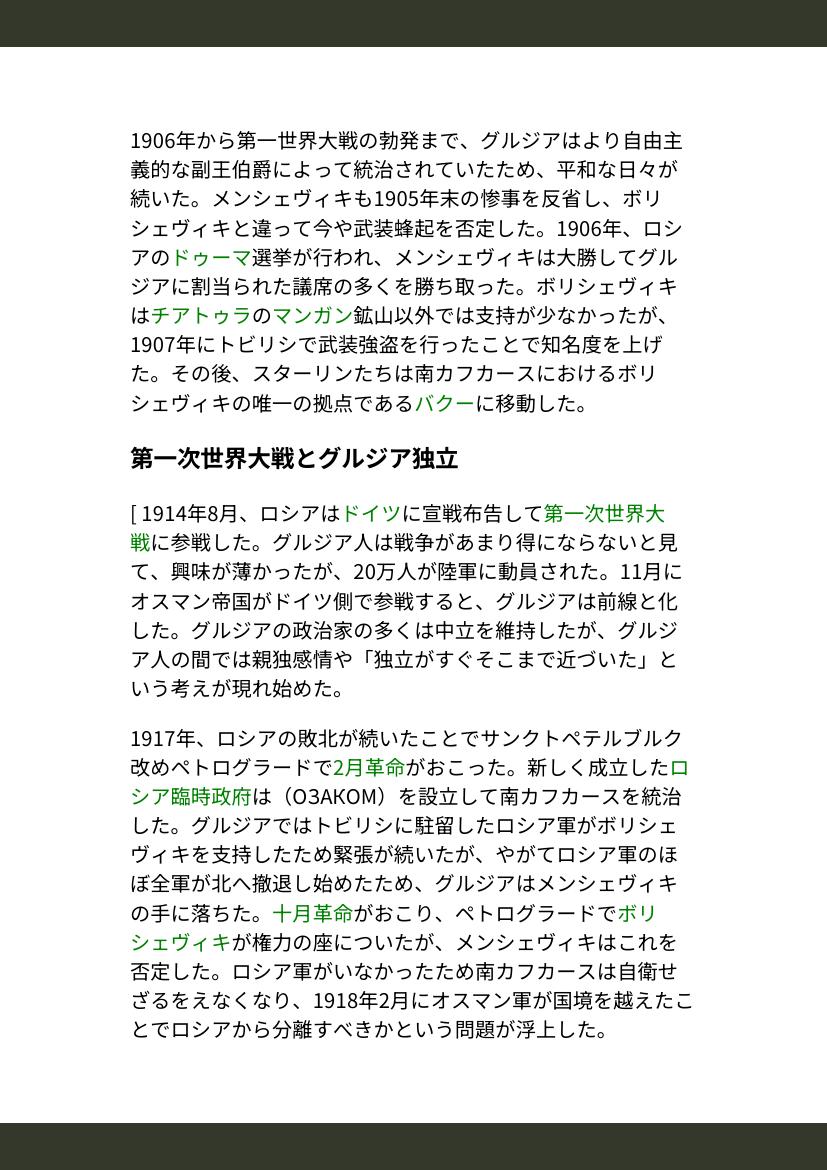 1906年から第一世界大戦の勃発まで、グルジアはより自由主
義的な副王伯爵によって統治されていたため、平和な日々が
続いた。メンシェヴィキも1905年末の惨事を反省し、ボリ
シェヴィキと違って今や武装蜂起を否定した。1906年、ロシ
アのドゥーマ選挙が行われ、メンシェヴィキは大勝してグル
ジアに割当られた議席の多くを勝ち取った。ボリシェヴィキ
はチアトゥラのマンガン鉱山以外では支持が少なかったが、
1907年にトビリシで武装強盗を行ったことで知名度を上げ
た。その後、スターリンたちは南カフカースにおけるボリ
シェヴィキの唯一の拠点であるバクーに移動した。
第一次世界大戦とグルジア独立
[ 1914年8月、ロシアはドイツに宣戦布告して第一次世界大
戦に参戦した。グルジア人は戦争があまり得にならないと見
て、興味が薄かったが、20万人が陸軍に動員された。11月に
オスマン帝国がドイツ側で参戦すると、グルジアは前線と化
した。グルジアの政治家の多くは中立を維持したが、グルジ
ア人の間では親独感情や「独立がすぐそこまで近づいた」と
いう考えが現れ始めた。
1917年、ロシアの敗北が続いたことでサンクトペテルブルク
改めペトログラードで2月革命がおこった。新しく成立したロ
シア臨時政府は（ОЗАКОМ）を設立して南カフカースを統治
した。グルジアではトビリシに駐留したロシア軍がボリシェ
ヴィキを支持したため緊張が続いたが、やがてロシア軍のほ
ぼ全軍が北へ撤退し始めたため、グルジアはメンシェヴィキ
の手に落ちた。十月革命がおこり、ペトログラードでボリ
シェヴィキが権力の座についたが、メンシェヴィキはこれを
否定した。ロシア軍がいなかったため南カフカースは自衛せ
ざるをえなくなり、1918年2月にオスマン軍が国境を越えたこ
とでロシアから分離すべきかという問題が浮上した。